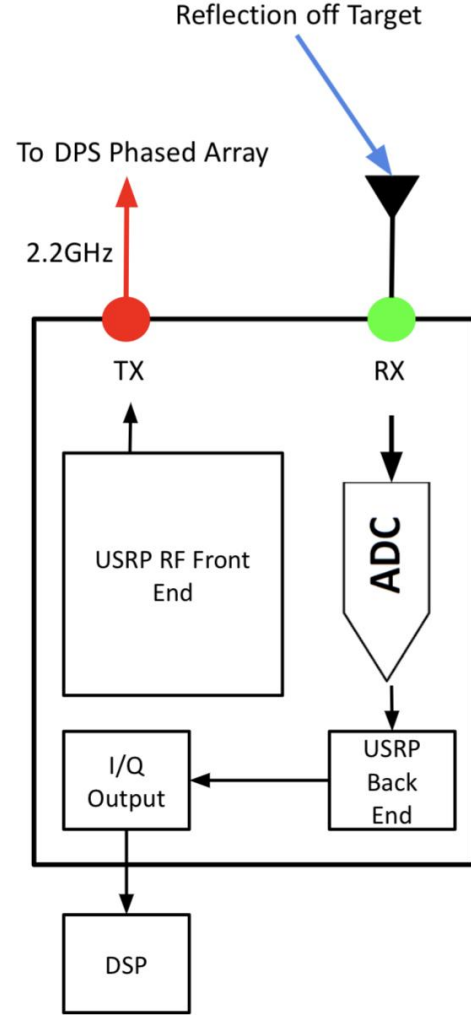 Reflection off Target
To DPS Phased Array
2.2GHz
TX
RX
USRP RF Front
End
ADC
I/Q
Output
USRP
Back
End
DSP